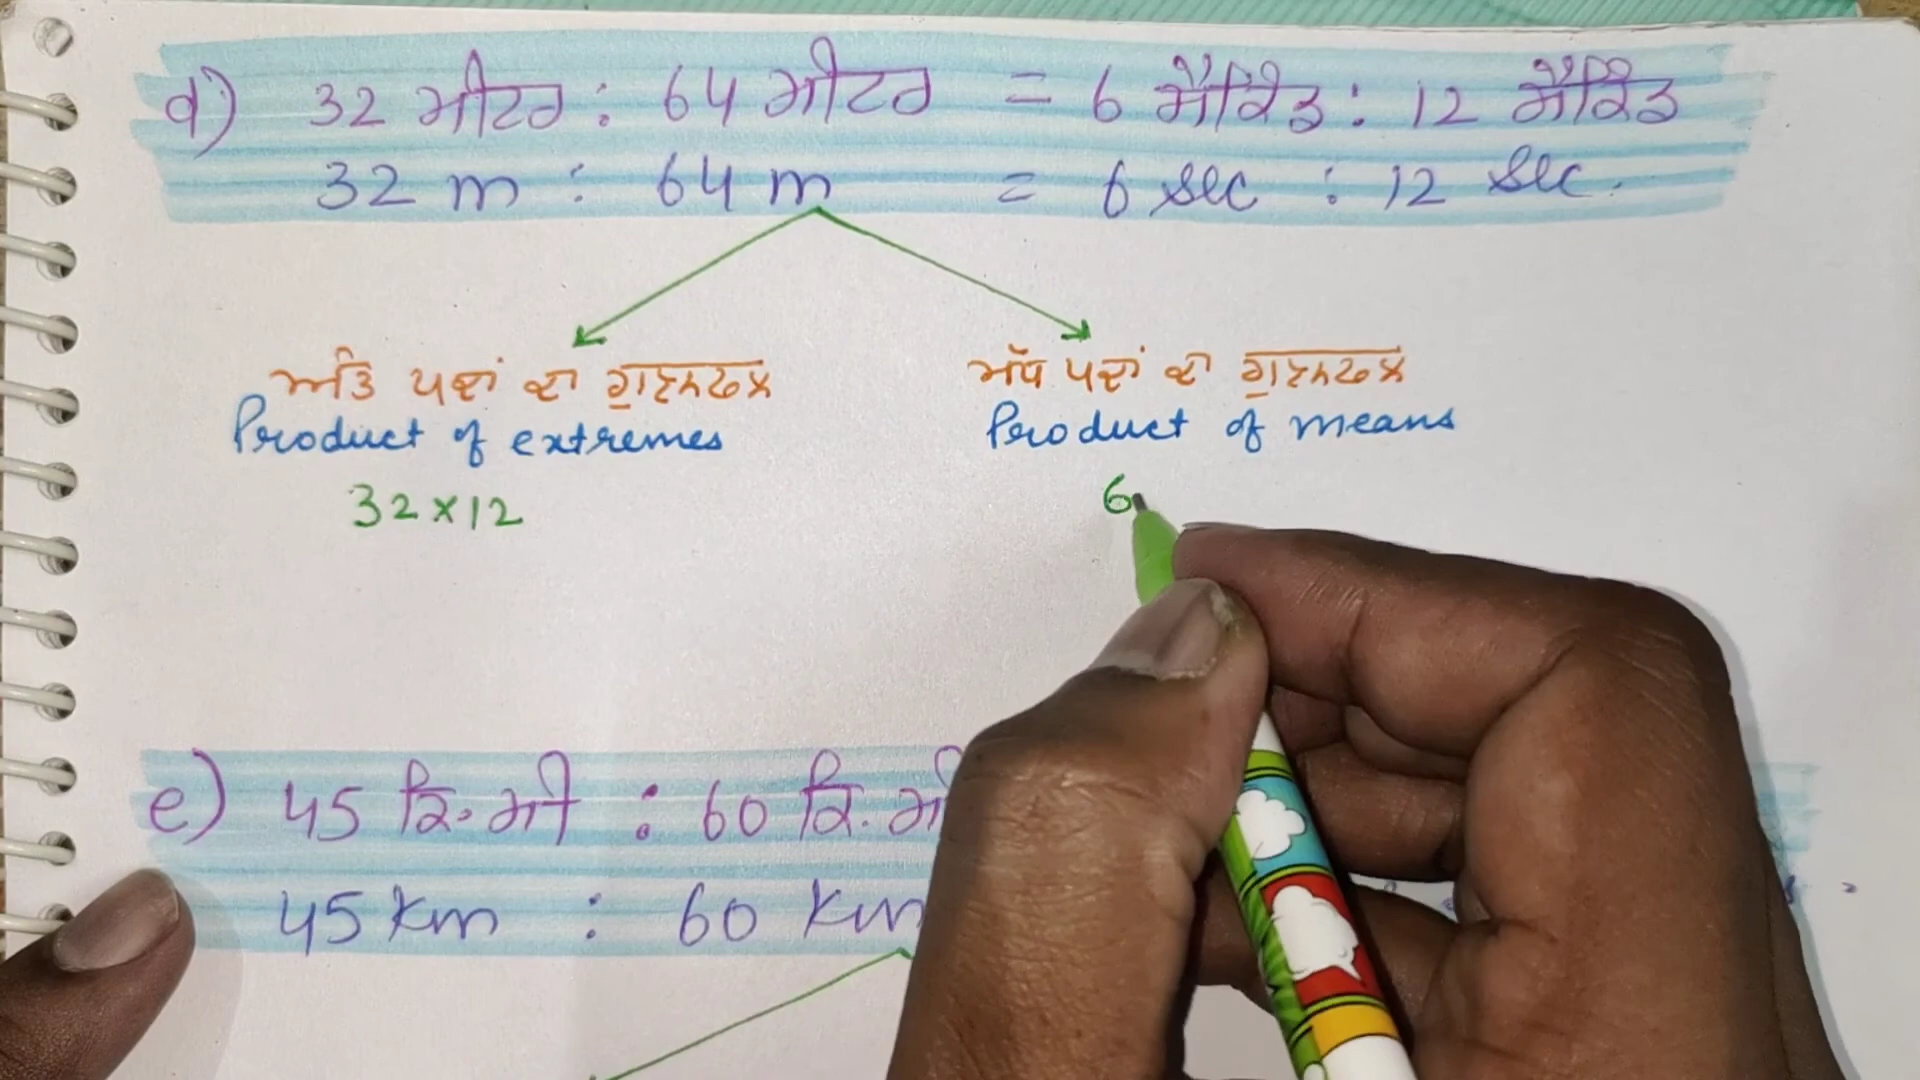 d) 32 ਮੀਟਰ : 64 ਮੀਟਰ = 6 ਸੈਕਿੰਡ : 12 ਸੈਕਿੰਡ
32 m : 64 m = 6 sec : 12 sec.
ਅੰਤ ਪਦਾਂ ਦਾ ਗੁਣਨਫਲ
Product of extremes
32×12
ਮੱਧ ਪਦਾਂ ਦਾ ਗੁਣਨਫਲ
Product of means
6
e) 45 ਕਿ.ਮੀ : 60 ਕਿ.ਮੀ
45 km : 60 km